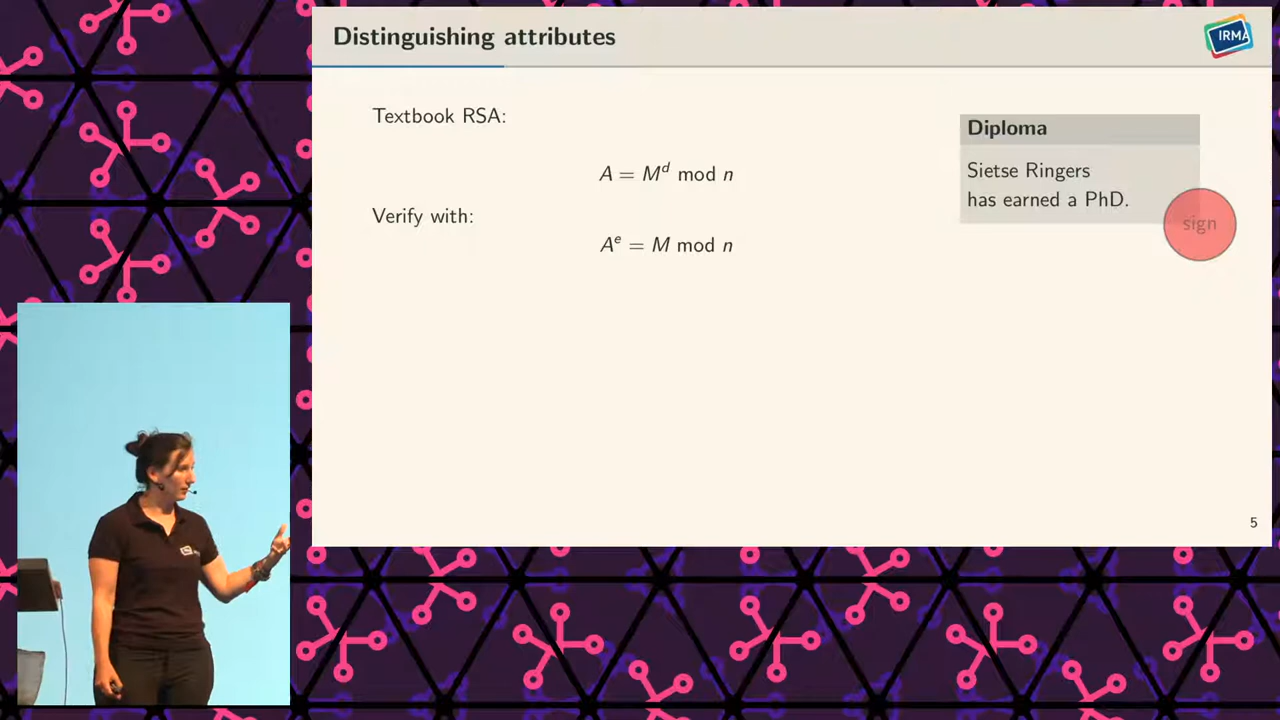 Distinguishing attributes
IRMA
Textbook RSA:
A = M^d mod n
Verify with:
A^e = M mod n
Diploma
Sietse Ringers
has earned a PhD.
sign
5